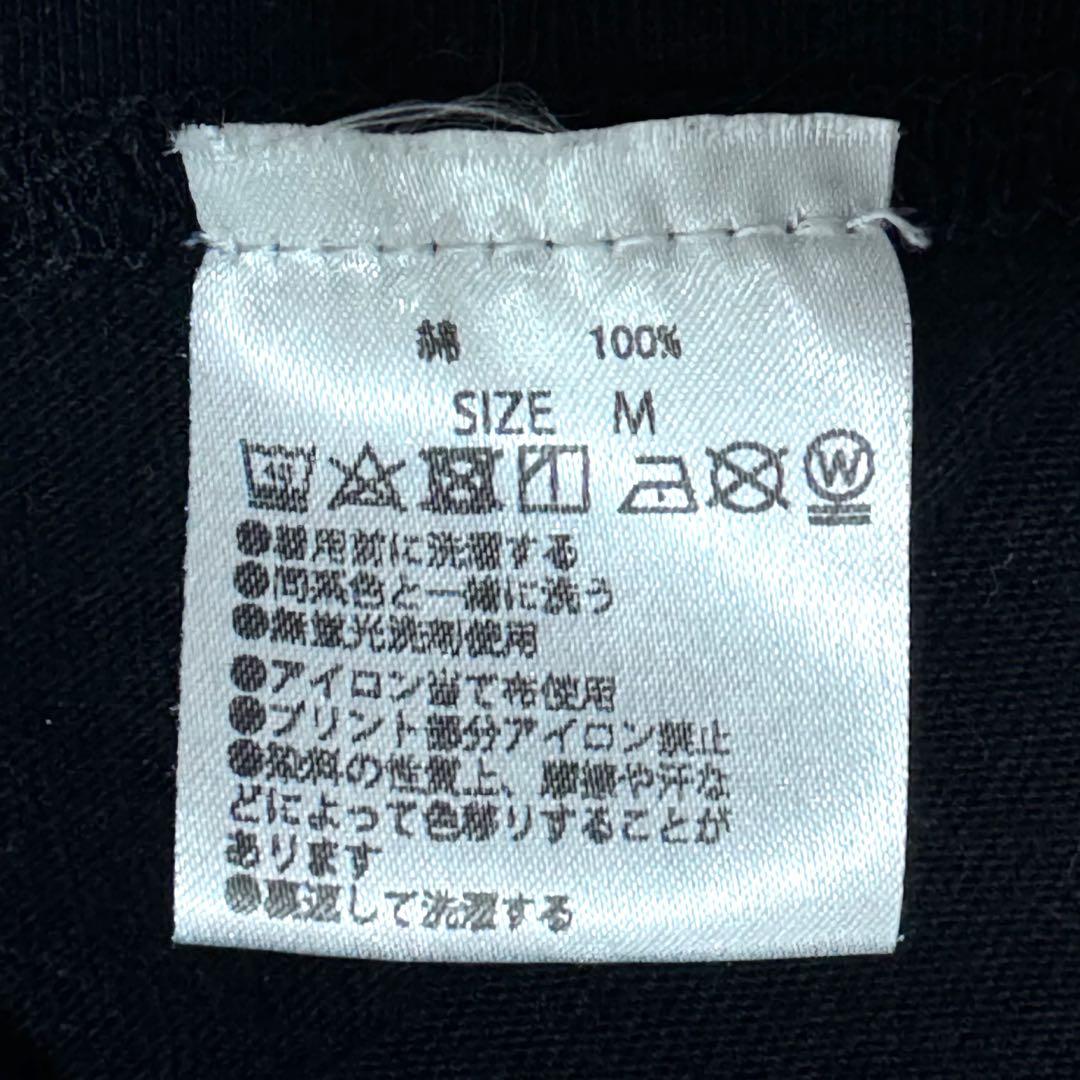 綿 100%
SIZE M
40 W
●着用前に洗濯する
●同系色と一緒に洗う
●無蛍光洗剤使用
●アイロン当て布使用
●プリント部分アイロン禁止
●染料の性質上、摩擦や汗な
どによって色移りすることが
あります
●裏返して洗濯する